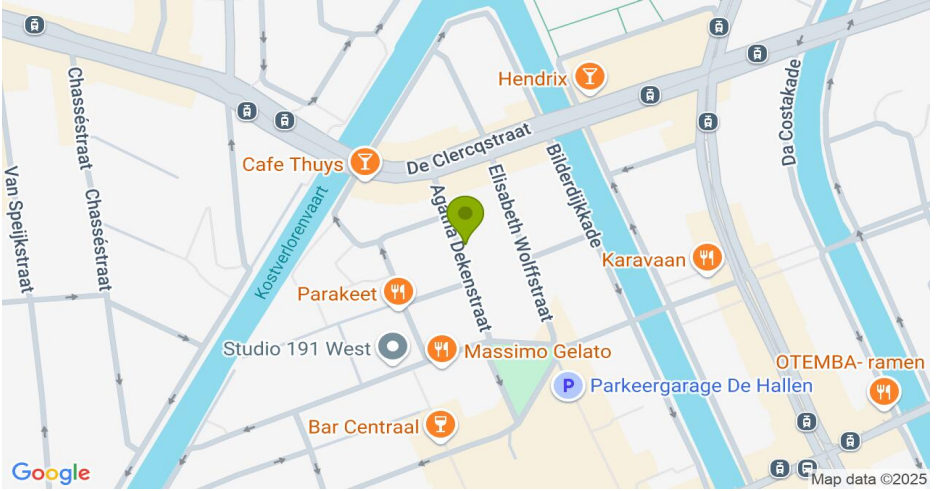 Hendrix
Chasséstraat
Da Costakade
De Clercqstraat
Cafe Thuys
Bilderdijkkade
Elisabeth Wolffstraat
Van Speijkstraat
Chasséstraat
Agatha Dekenstraat
Kostverlorenvaart
Karavaan
Parakeet
Studio 191 West
Massimo Gelato
OTEMBA- ramen
P
Parkeergarage De Hallen
Bar Centraal
Google
Map data ©2025